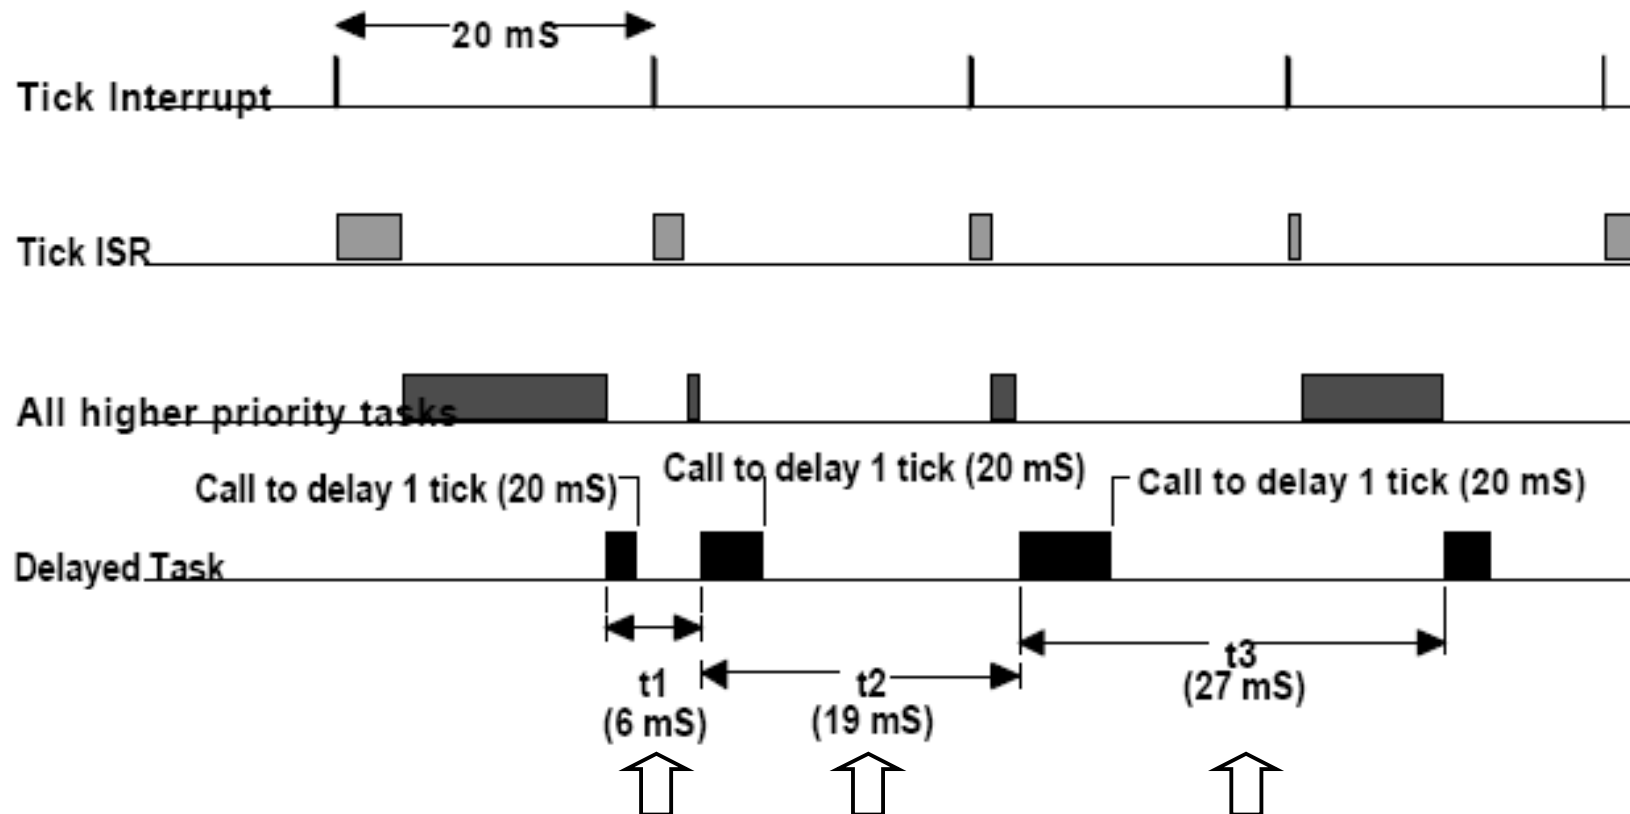 20 mS
Tick Interrupt
Tick ISR
All higher priority tasks
Call to delay 1 tick (20 mS)
Call to delay 1 tick (20 mS)
Call to delay 1 tick (20 mS)
Delayed Task
t1
(6 mS)
t2
(19 mS)
t3
(27 mS)